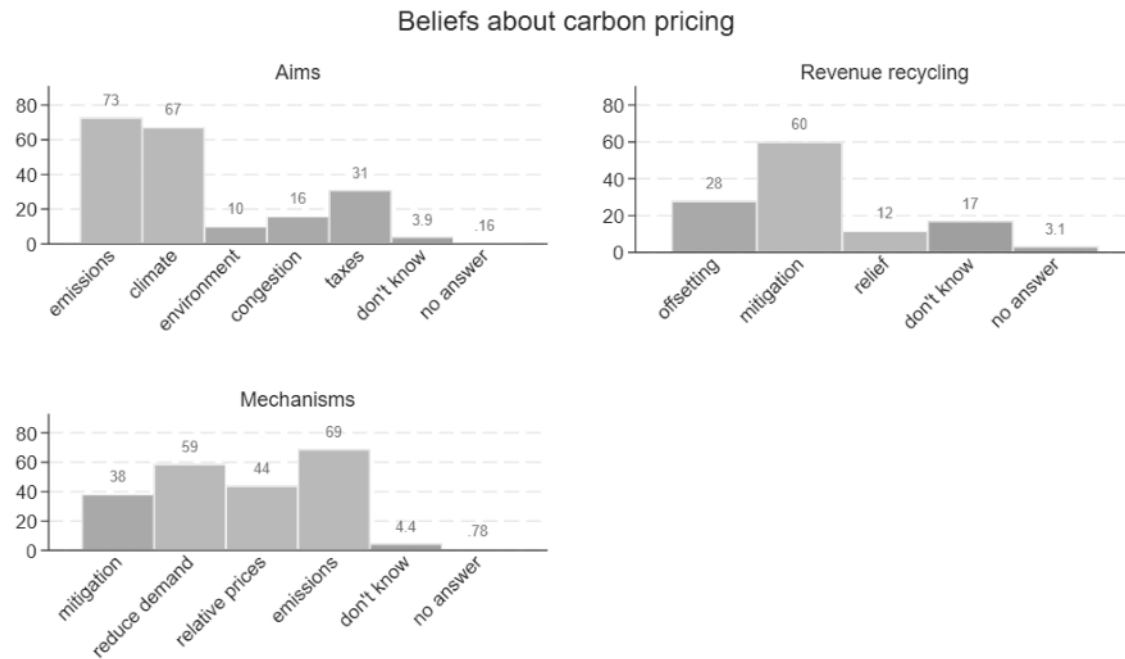 Beliefs about carbon pricing
Aims
80
60
40
20
0
73
67
10
16
31
3.9
.16
emissions
climate
environment
congestion
taxes
don't know
no answer
Revenue recycling
80
60
40
20
0
28
60
12
17
3.1
offsetting
mitigation
relief
don't know
no answer
Mechanisms
80
60
40
20
0
38
59
44
69
4.4
.78
mitigation
reduce demand
relative prices
emissions
don't know
no answer